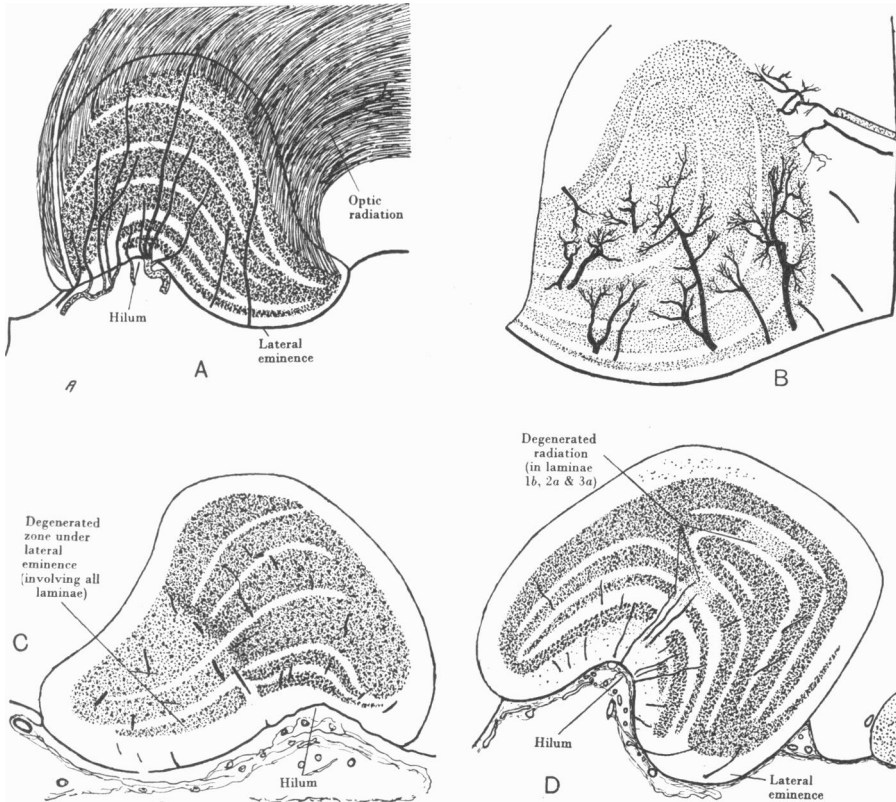 Optic
radiation
Hilum
Lateral
eminence
A
A
B
Degenerated
zone under
lateral
eminence
(involving all
laminae)
C
Hilum
Degenerated
radiation
(in laminae
1b, 2a & 3a)
Hilum
D
Lateral
eminence